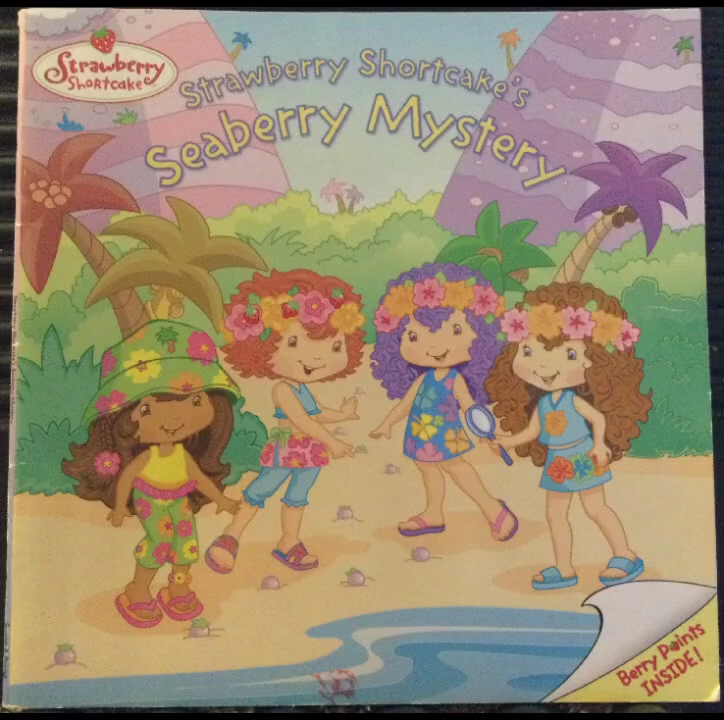 Strawberry
Shortcake
Strawberry Shortcake's
Seaberry Mystery
Berry Points
INSIDE!